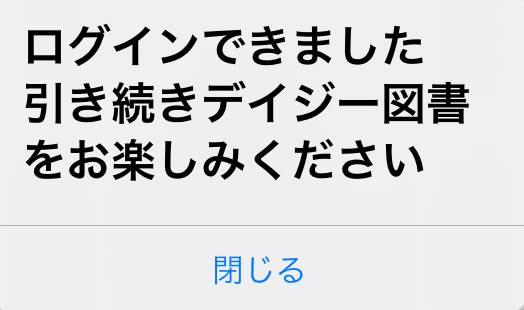 ログインできました
引き続きデイジー図書
をお楽しみください
閉じる